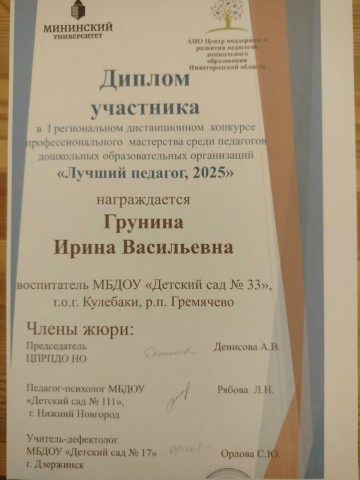 МИНИНСКИЙ
УНИВЕРСИТЕТ
АНО Центр поддержки и
развития педагогов
дошкольного
образования
Нижегородской области
Диплом
участника
в I региональном дистанционном конкурсе
профессионального мастерства среди педагогов
дошкольных образовательных организаций
«Лучший педагог, 2025»
награждается
Грунина
Ирина Васильевна
воспитатель МБДОУ «Детский сад № 33»,
г.о.г. Кулебаки, р.п. Гремячево
Члены жюри:
Председатель
ЦПРПДО НО
Денисова А.В.
Педагог-психолог МБДОУ
«Детский сад № 111»,
г. Нижний Новгород
Рябова Л.Н.
Учитель-дефектолог
МБДОУ «Детский сад № 17»
г. Дзержинск
Орлова С.Ю.